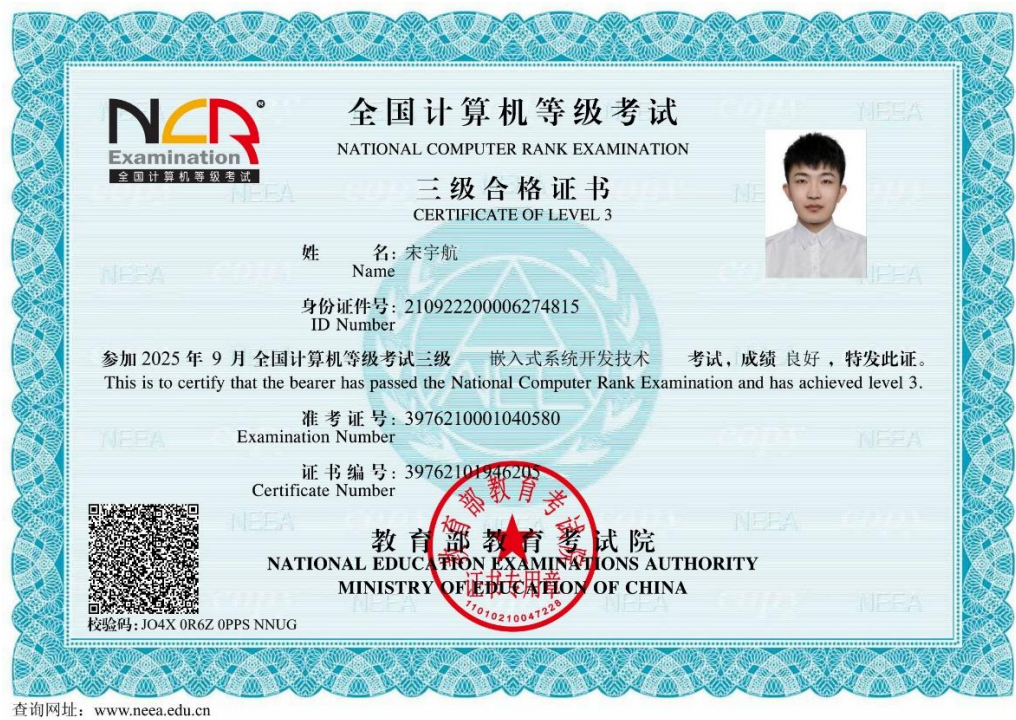 NCR
Examination
全国计算机等级考试
全国计算机等级考试
NATIONAL COMPUTER RANK EXAMINATION
三级合格证书
CERTIFICATE OF LEVEL 3
姓 名: 宋宇航
Name
身份证件号: 210922200006274815
ID Number
参加 2025 年 9 月 全国计算机等级考试三级 嵌入式系统开发技术 考试, 成绩 良好 , 特发此证。
This is to certify that the bearer has passed the National Computer Rank Examination and has achieved level 3.
准考证号: 3976210001040580
Examination Number
证书编号: 39762101946205
Certificate Number
教育部教育考试院
NATIONAL EDUCATION EXAMINATIONS AUTHORITY
MINISTRY OF EDUCATION OF CHINA
教育部教育考试院
证书专用章
11010210047228
校验码: JO4X 0R6Z 0PPS NNUG
查询网址: www.neea.edu.cn
NEEA
copy